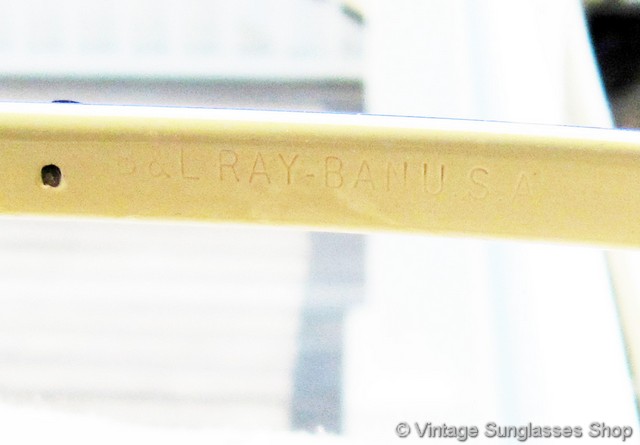 B&L RAY-BAN U.S.A
© Vintage Sunglasses Shop